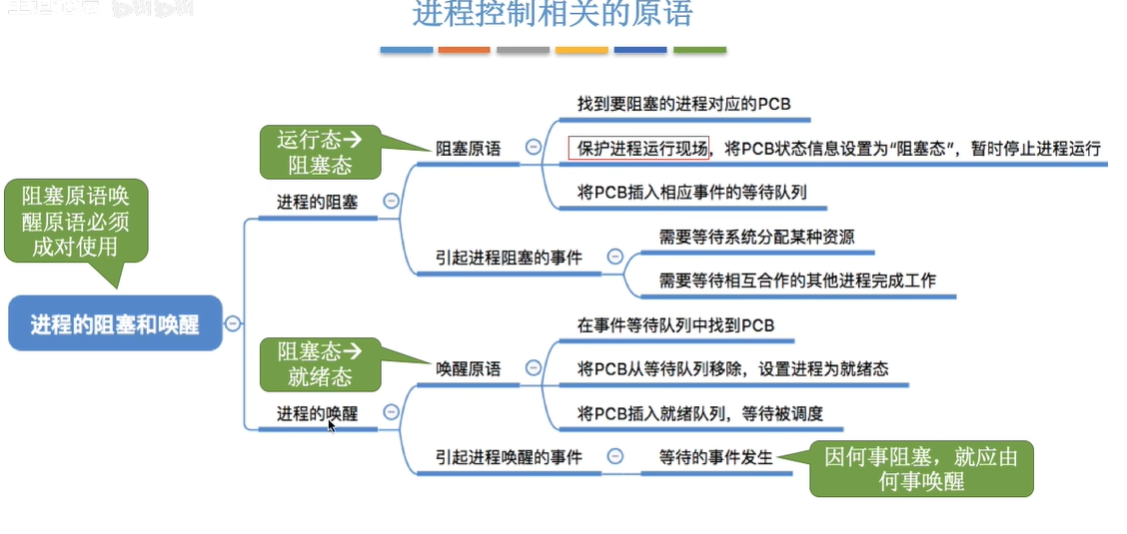 进程控制相关的原语
找到要阻塞的进程对应的PCB
运行态→
阻塞态
阻塞原语
保护进程运行现场，将PCB状态信息设置为“阻塞态”，暂时停止进程运行
将PCB插入相应事件的等待队列
进程的阻塞
阻塞原语唤
醒原语必须
成对使用
引起进程阻塞的事件
需要等待系统分配某种资源
需要等待相互合作的其他进程完成工作
进程的阻塞和唤醒
在事件等待队列中找到PCB
阻塞态→
就绪态
唤醒原语
将PCB从等待队列移除，设置进程为就绪态
将PCB插入就绪队列，等待被调度
进程的唤醒
引起进程唤醒的事件
等待的事件发生
因何事阻塞，就应由
何事唤醒